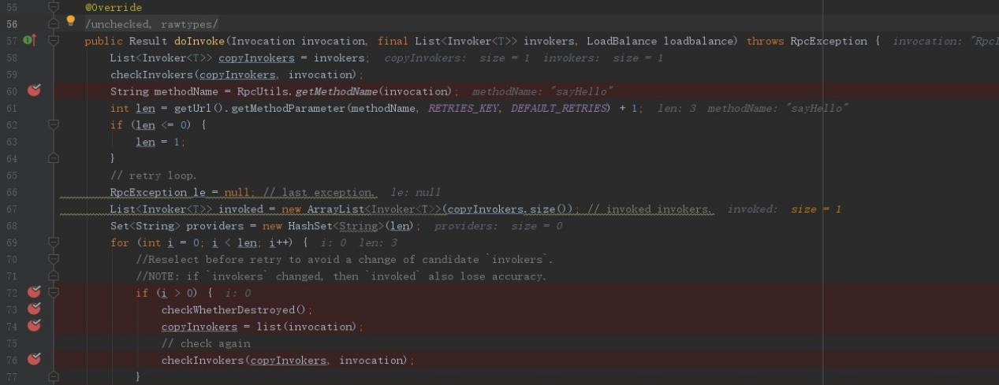 55 @Override
56 /unchecked, rawtypes/
57 public Result doInvoke(Invocation invocation, final List<Invoker<T>> invokers, LoadBalance loadbalance) throws RpcException { invocation: "Rpc
58 List<Invoker<T>> copyInvokers = invokers; copyInvokers: size = 1 invokers: size = 1
59 checkInvokers(copyInvokers, invocation);
60 String methodName = RpcUtils.getMethodName(invocation); methodName: "sayHello"
61 int len = getUrl().getMethodParameter(methodName, RETRIES_KEY, DEFAULT_RETRIES) + 1; len: 3 methodName: "sayHello"
62 if (len <= 0) {
63 len = 1;
64 }
65 // retry loop.
66 RpcException le = null; // last exception. le: null
67 List<Invoker<T>> invoked = new ArrayList<Invoker<T>>(copyInvokers.size()); // invoked invokers. invoked: size = 1
68 Set<String> providers = new HashSet<String>(len); providers: size = 0
69 for (int i = 0; i < len; i++) { i: 0 len: 3
70 //Reselect before retry to avoid a change of candidate `invokers`.
71 //NOTE: if `invokers` changed, then `invoked` also lose accuracy.
72 if (i > 0) { i: 0
73 checkWhetherDestroyed();
74 copyInvokers = list(invocation);
75 // check again
76 checkInvokers(copyInvokers, invocation);
77 }